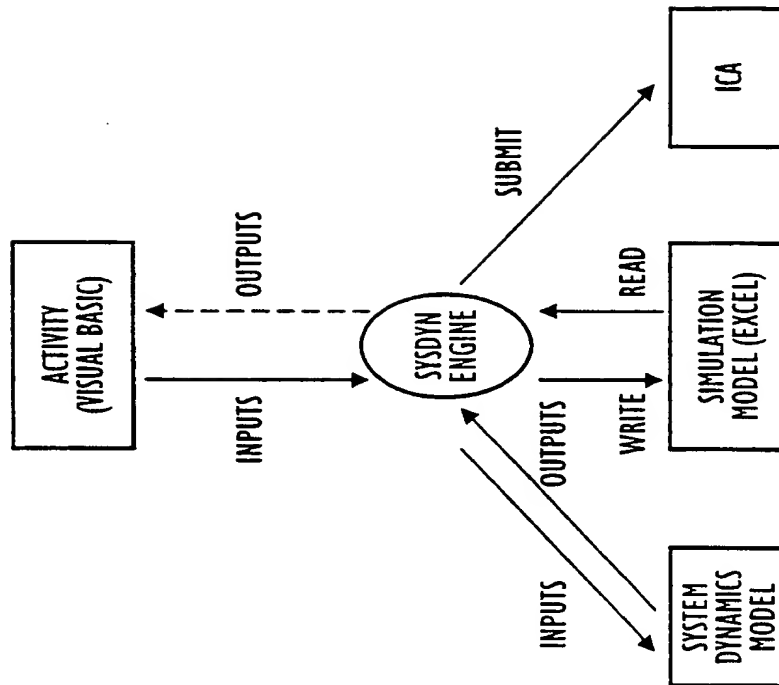 ACTIVITY
(VISUAL BASIC)
INPUTS
OUTPUTS
SYSDYN
ENGINE
INPUTS
OUTPUTS
WRITE
READ
SUBMIT
SYSTEM
DYNAMICS
MODEL
SIMULATION
MODEL (EXCEL)
ICA